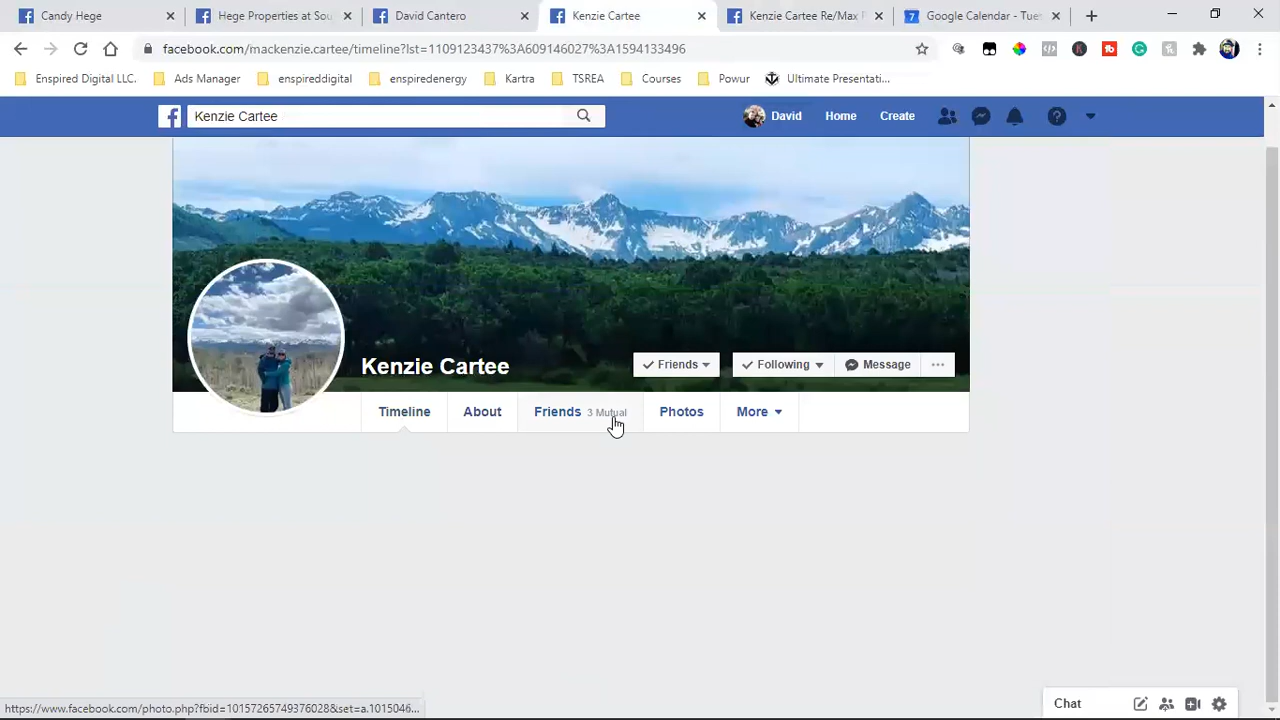 Candy Hege
Hege Properties at Sou
David Cantero
Kenzie Cartee
Kenzie Cartee Re/Max P
Google Calendar - Tues
facebook.com/mackenzie.cartee/timeline?lst=1109123437%3A609146027%3A1594133496
Enspired Digital LLC.
Ads Manager
enspireddigital
enspiredenergy
Kartra
TSREA
Courses
Powur
Ultimate Presentati...
Kenzie Cartee
David
Home
Create
Kenzie Cartee
Friends
Following
Message
Timeline
About
Friends 3 Mutual
Photos
More
https://www.facebook.com/photo.php?fbid=10157265749376028&set=a.1015046...
Chat